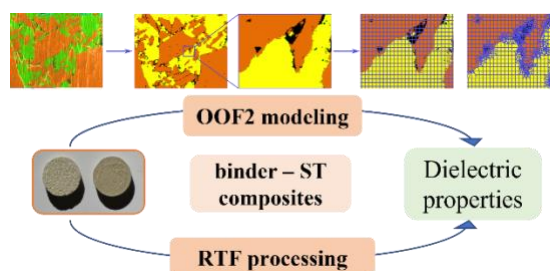 OOF2 modeling
binder – ST
composites
Dielectric
properties
RTF processing